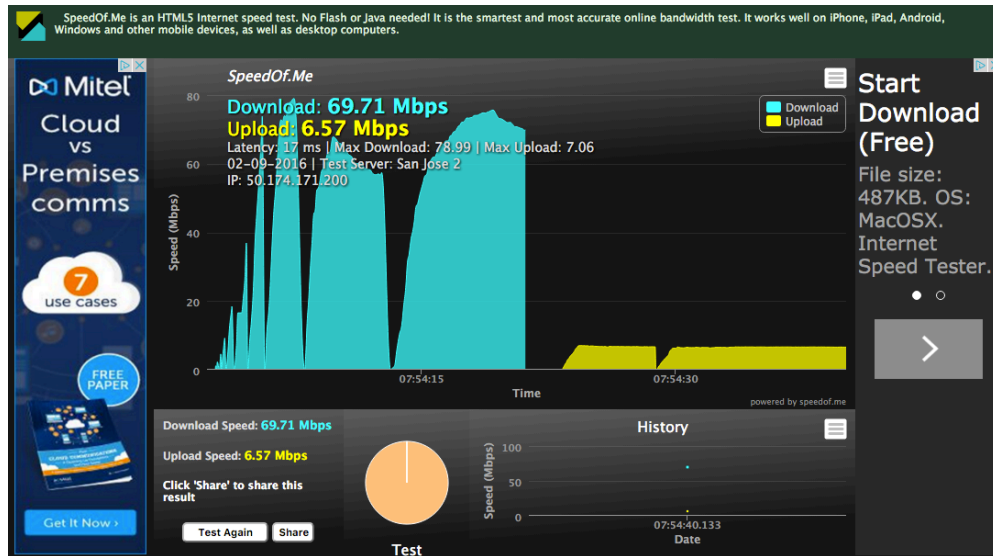 SpeedOf.Me is an HTML5 Internet speed test. No Flash or Java needed! It is the smartest and most accurate online bandwidth test. It works well on iPhone, iPad, Android,
Windows and other mobile devices, as well as desktop computers.
Mitel
Cloud
vs
Premises
comms
7
use cases
FREE
PAPER
Get It Now ›
SpeedOf.Me
Download: 69.71 Mbps
Upload: 6.57 Mbps
Latency: 17 ms | Max Download: 78.99 | Max Upload: 7.06
02-09-2016 | Test Server: San Jose 2
IP: 50.174.171.200
Download
Upload
Speed (Mbps)
80
60
40
20
0
07:54:15
07:54:30
Time
powered by speedof.me
Download Speed: 69.71 Mbps
Upload Speed: 6.57 Mbps
Click 'Share' to share this
result
Test Again
Share
Test
History
Speed (Mbps)
100
50
0
07:54:40.133
Date
Start
Download
(Free)
File size:
487KB. OS:
MacOSX.
Internet
Speed Tester.